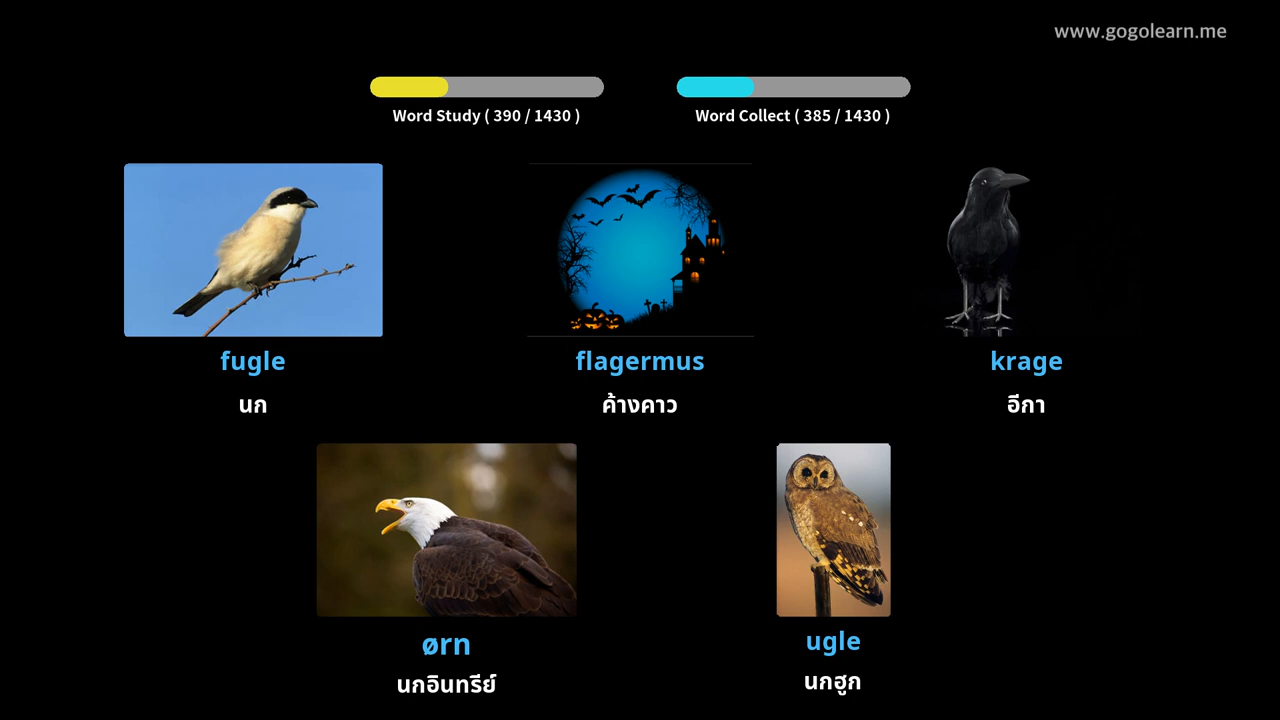 www.gogolearn.me
Word Study ( 390 / 1430 )
Word Collect ( 385 / 1430 )
fugle
นก
flagermus
ค้างคาว
krage
อีกา
ørn
นกอินทรีย์
ugle
นกฮูก